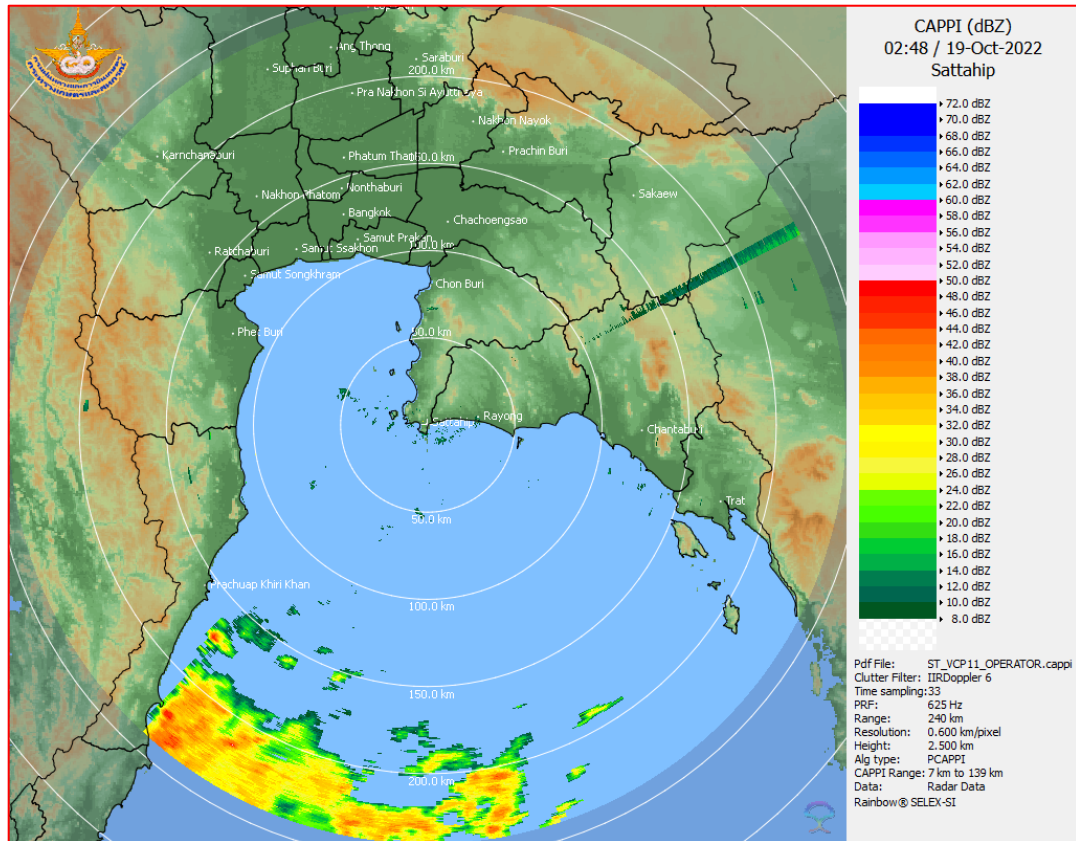 Ang Thong
Saraburi
Suphan Buri
200.0 km
Pra Nakhon Si Ayuttraya
Nakhon Nayok
Karnchanaburi
Phatum Thani
Prachin Buri
Nonthaburi
Nakhon Phatom
Sakaew
Bangkok
Chachoengsao
Samut Prakan
Ratchaburi
Samut Ssakhon
100.0 km
Samut Songkhram
Chon Buri
Phet Buri
50.0 km
Rayong
Sattahip
Chantaburi
Trat
50.0 km
Prachuap Khiri Khan
100.0 km
150.0 km
200.0 km
CAPPI (dBZ)
02:48 / 19-Oct-2022
Sattahip
72.0 dBZ
70.0 dBZ
68.0 dBZ
66.0 dBZ
64.0 dBZ
62.0 dBZ
60.0 dBZ
58.0 dBZ
56.0 dBZ
54.0 dBZ
52.0 dBZ
50.0 dBZ
48.0 dBZ
46.0 dBZ
44.0 dBZ
42.0 dBZ
40.0 dBZ
38.0 dBZ
36.0 dBZ
34.0 dBZ
32.0 dBZ
30.0 dBZ
28.0 dBZ
26.0 dBZ
24.0 dBZ
22.0 dBZ
20.0 dBZ
18.0 dBZ
16.0 dBZ
14.0 dBZ
12.0 dBZ
10.0 dBZ
8.0 dBZ
Pdf File: ST_VCP11_OPERATOR.cappi
Clutter Filter: IIRDoppler 6
Time sampling: 33
PRF: 625 Hz
Range: 240 km
Resolution: 0.600 km/pixel
Height: 2.500 km
Alg type: PCAPPI
CAPPI Range: 7 km to 139 km
Data: Radar Data
Rainbow® SELEX-SI